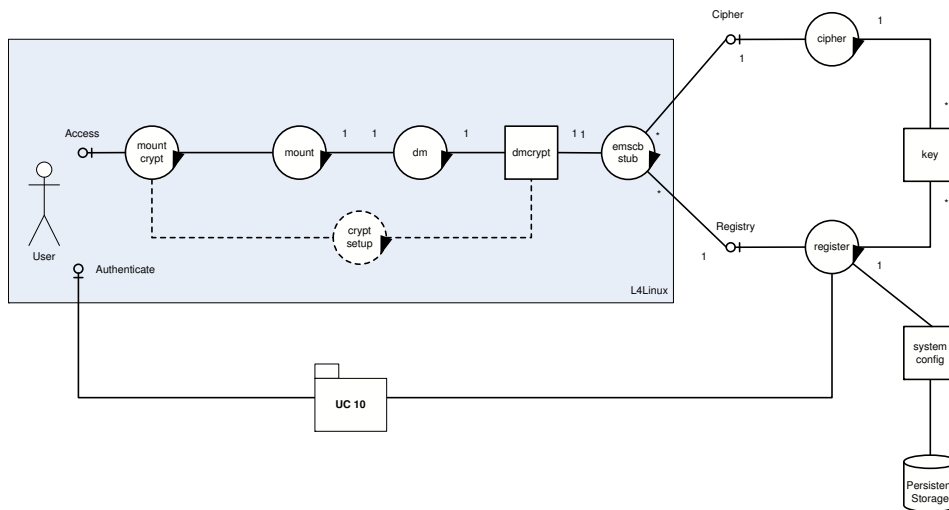 Cipher
1
cipher
1
*
Access
mount
crypt
mount
1
1
dm
1
dmcrypt
1 1
emscb
stub
*
key
*
*
crypt
setup
User
Authenticate
L4Linux
Registry
1
register
1
system
config
UC 10
Persisten
Storage